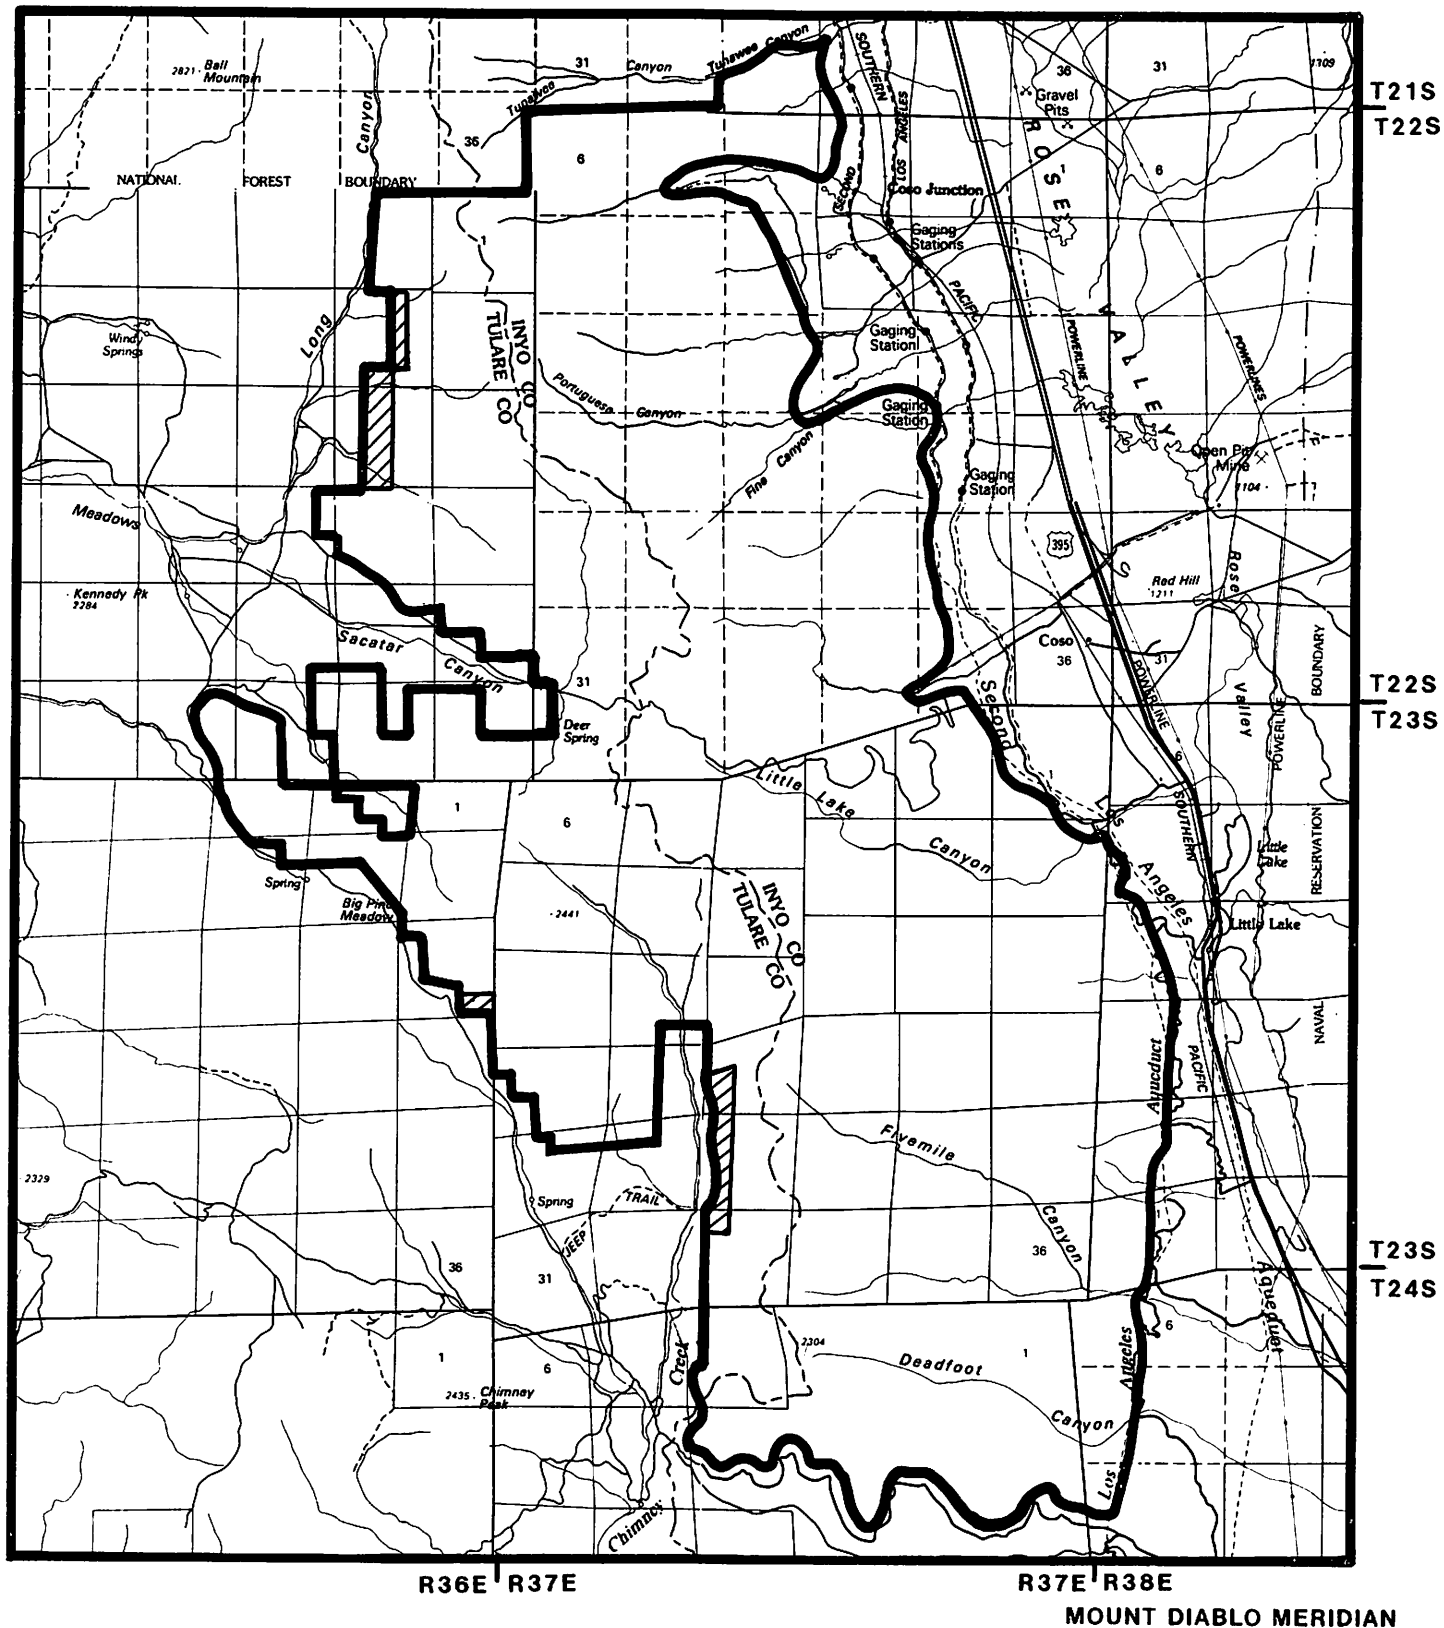 2821 · Ball
Mountain
31
Canyon
Tunawee Canyon
Tunawee
SOUTHERN
LOS ANGELES
36
31
1309
Gravel
Pits
T21S
T22S
Canyon
36
6
ROSE
1
6
NATIONAL FOREST BOUNDARY
(SECOND
Coso Junction
1
Gaging
Stations
PACIFIC
VALLEY
Long
INYO CO
TULARE CO
Windy
Springs
Gaging
Station
POWERLINE
POWERLINES
Portuguese Canyon
Gaging
Station
Fine Canyon
Open Pit
Mine
1104 ·
Gaging
Station
Meadows
395
Rose
Red Hill
1211
· Kennedy Pk
2284
Sacatar
Canyon
Coso
36
31
BOUNDARY
31
POWERLINE
Valley
T22S
T23S
Deer
Spring
Second
POWERLINE
6
Little Lake
Canyon
1
6
Los
SOUTHERN
Little
Lake
RESERVATION
Angeles
Spring
Big Pine
Meadow
· 2441
INYO CO
TULARE CO
Little Lake
NAVAL
Aqueduct
PACIFIC
Fivemile
Canyon
2329
Spring
JEEP
TRAIL
36
31
36
T23S
T24S
Aqueduct
1
6
2304
Deadfoot
Canyon
1
6
Creek
Angeles
2435 · Chimney
Peak
Los
Chimney
R36E R37E
R37E R38E
MOUNT DIABLO MERIDIAN